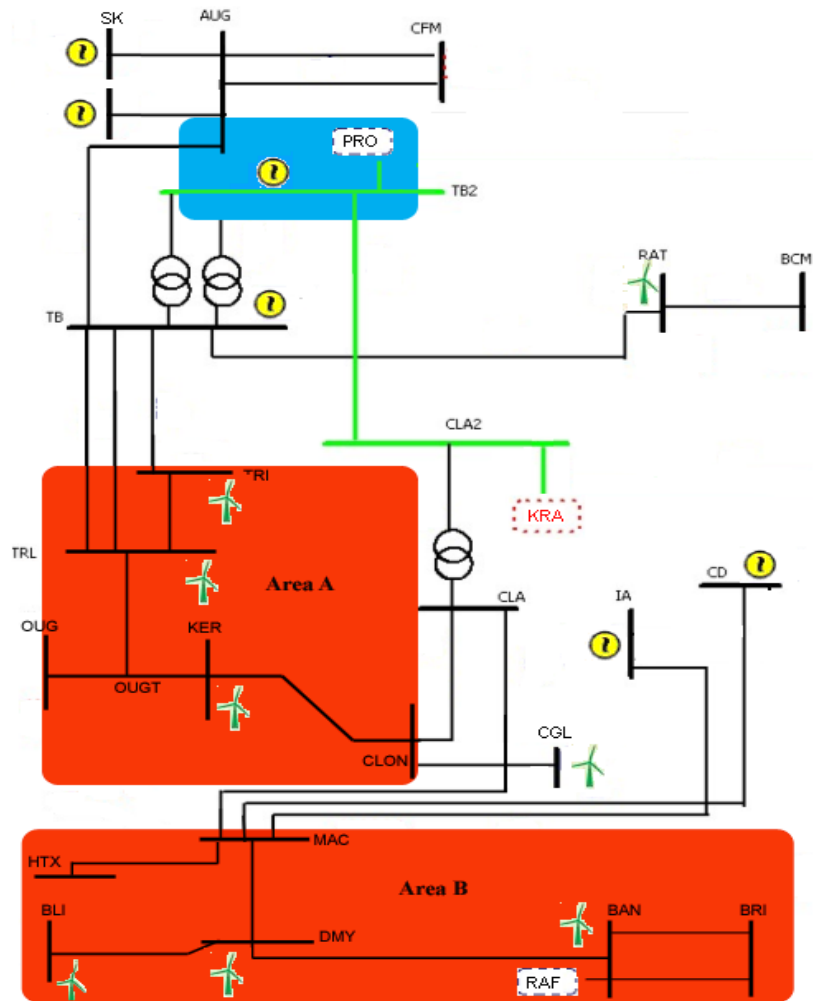 SK
AUG
CFM
PRO
TB2
RAT
BCM
TB
CLA2
KRA
TRI
TRL
Area A
CD
IA
CLA
OUG
KER
OUGT
CGL
CLON
MAC
HTX
Area B
BLI
DMY
BAN
BRI
RAF